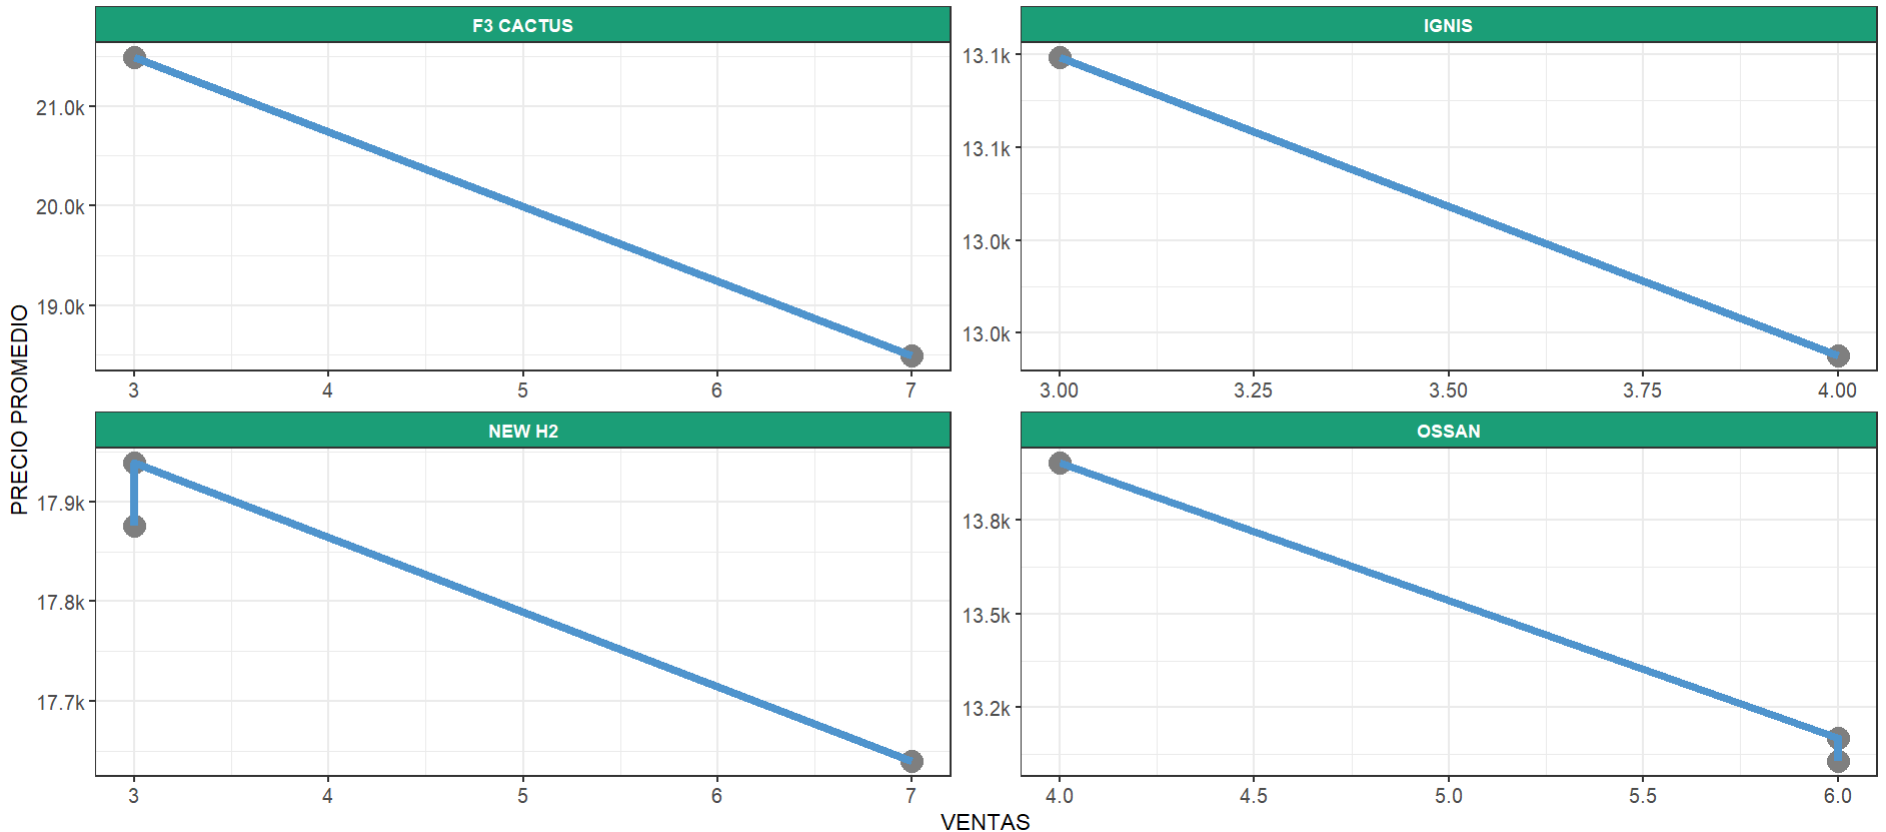 F3 CACTUS
21.0k
20.0k
19.0k
3 4 5 6 7
IGNIS
13.1k
13.1k
13.0k
13.0k
3.00 3.25 3.50 3.75 4.00
NEW H2
17.9k
17.8k
17.7k
3 4 5 6 7
OSSAN
13.8k
13.5k
13.2k
4.0 4.5 5.0 5.5 6.0
PRECIO PROMEDIO
VENTAS